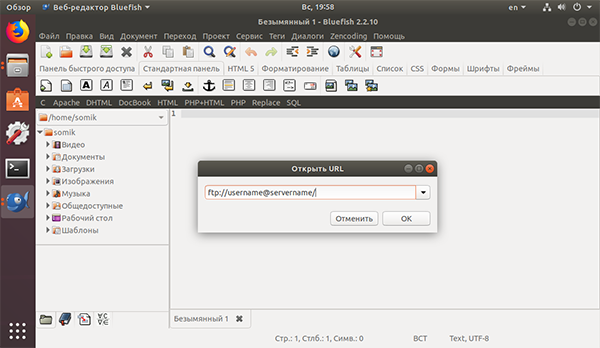 Обзор Веб-редактор Bluefish Вс, 19:58 en
Безымянный 1 - Bluefish 2.2.10
Файл Правка Вид Документ Переход Проект Сервис Теги Диалоги Zencoding Помощь
Панель быстрого доступа Стандартная панель HTML 5 Форматирование Таблицы Список CSS Формы Шрифты Фреймы
C Apache DHTML DocBook HTML PHP+HTML PHP Replace SQL
/home/somik
1
somik
Видео
Документы
Загрузки
Изображения
Музыка
Общедоступные
Рабочий стол
Шаблоны
Открыть URL
ftp://username@servername/
Отменить OK
Безымянный 1
Стр.: 1, Стлб.: 1, Симв.: 0 ВСТ Text, UTF-8